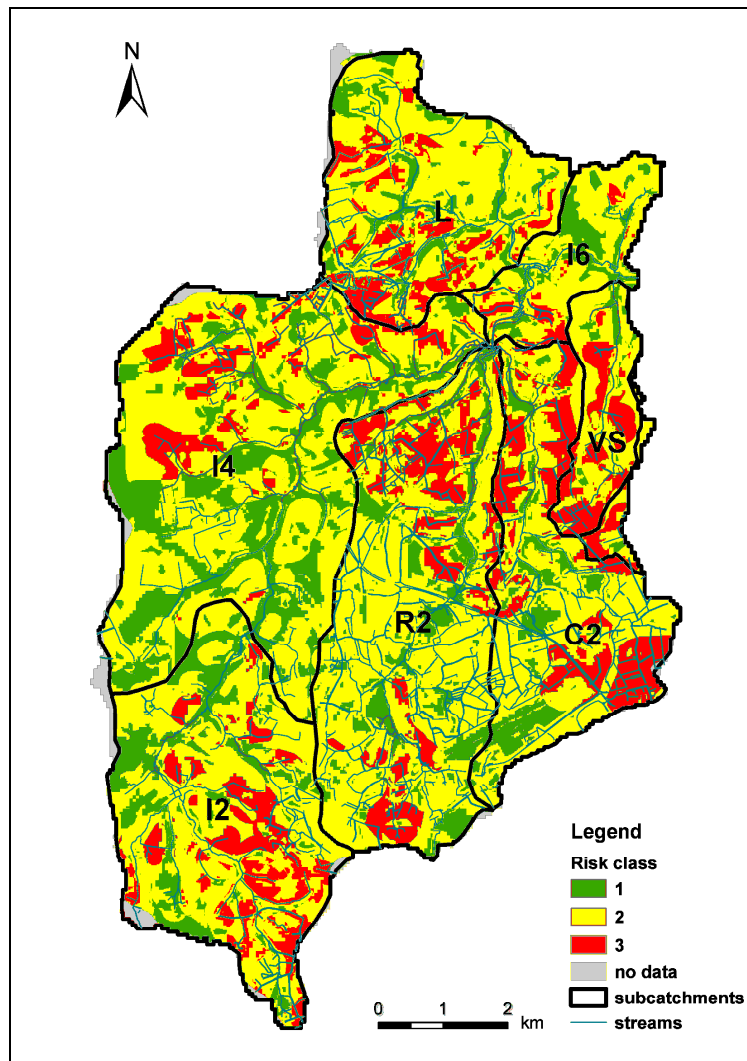 N
L
I6
VS
I4
R2
C2
I2
Legend
Risk class
1
2
3
no data
subcatchments
streams
0 1 2
km